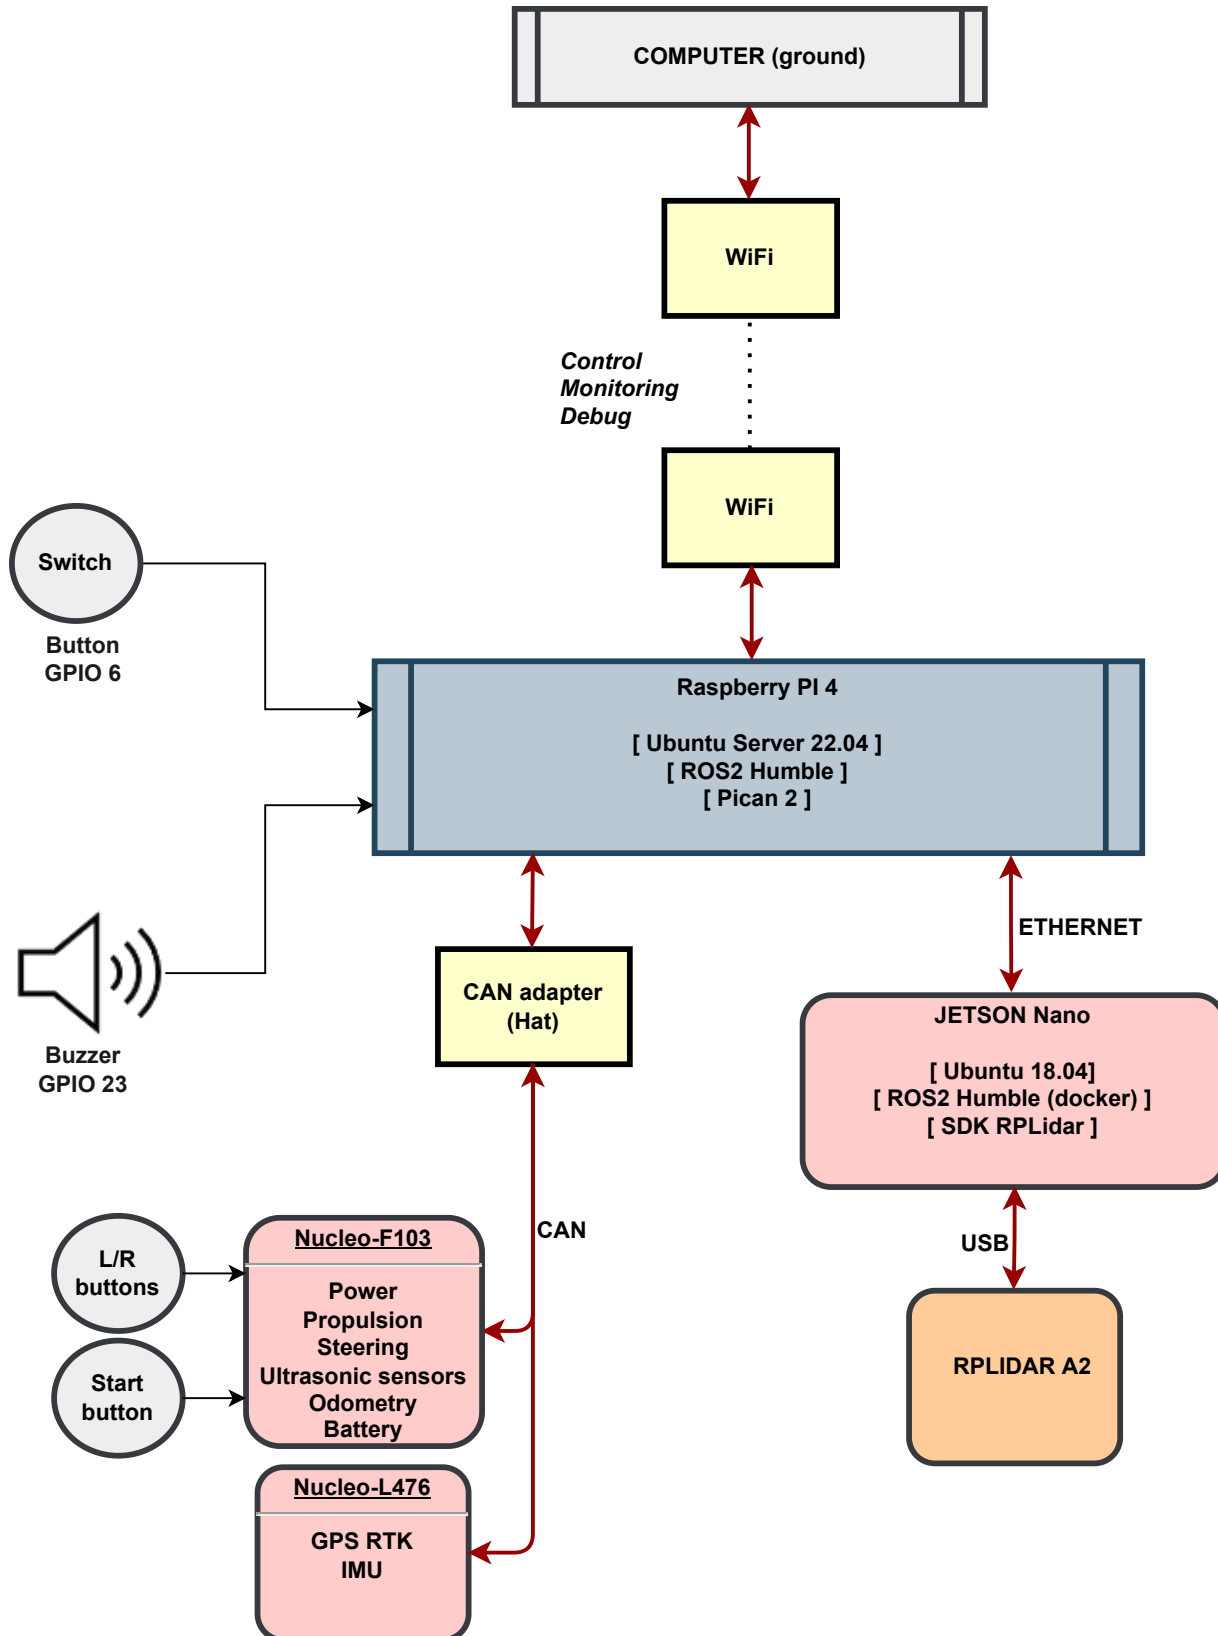 COMPUTER (ground)
WiFi
Control
Monitoring
Debug
WiFi
Switch
Button
GPIO 6
Raspberry PI 4
[ Ubuntu Server 22.04 ]
[ ROS2 Humble ]
[ Pican 2 ]
Buzzer
GPIO 23
CAN adapter
(Hat)
ETHERNET
JETSON Nano
[ Ubuntu 18.04]
[ ROS2 Humble (docker) ]
[ SDK RPLidar ]
CAN
USB
L/R
buttons
Start
button
Nucleo-F103
Power
Propulsion
Steering
Ultrasonic sensors
Odometry
Battery
RPLIDAR A2
Nucleo-L476
GPS RTK
IMU